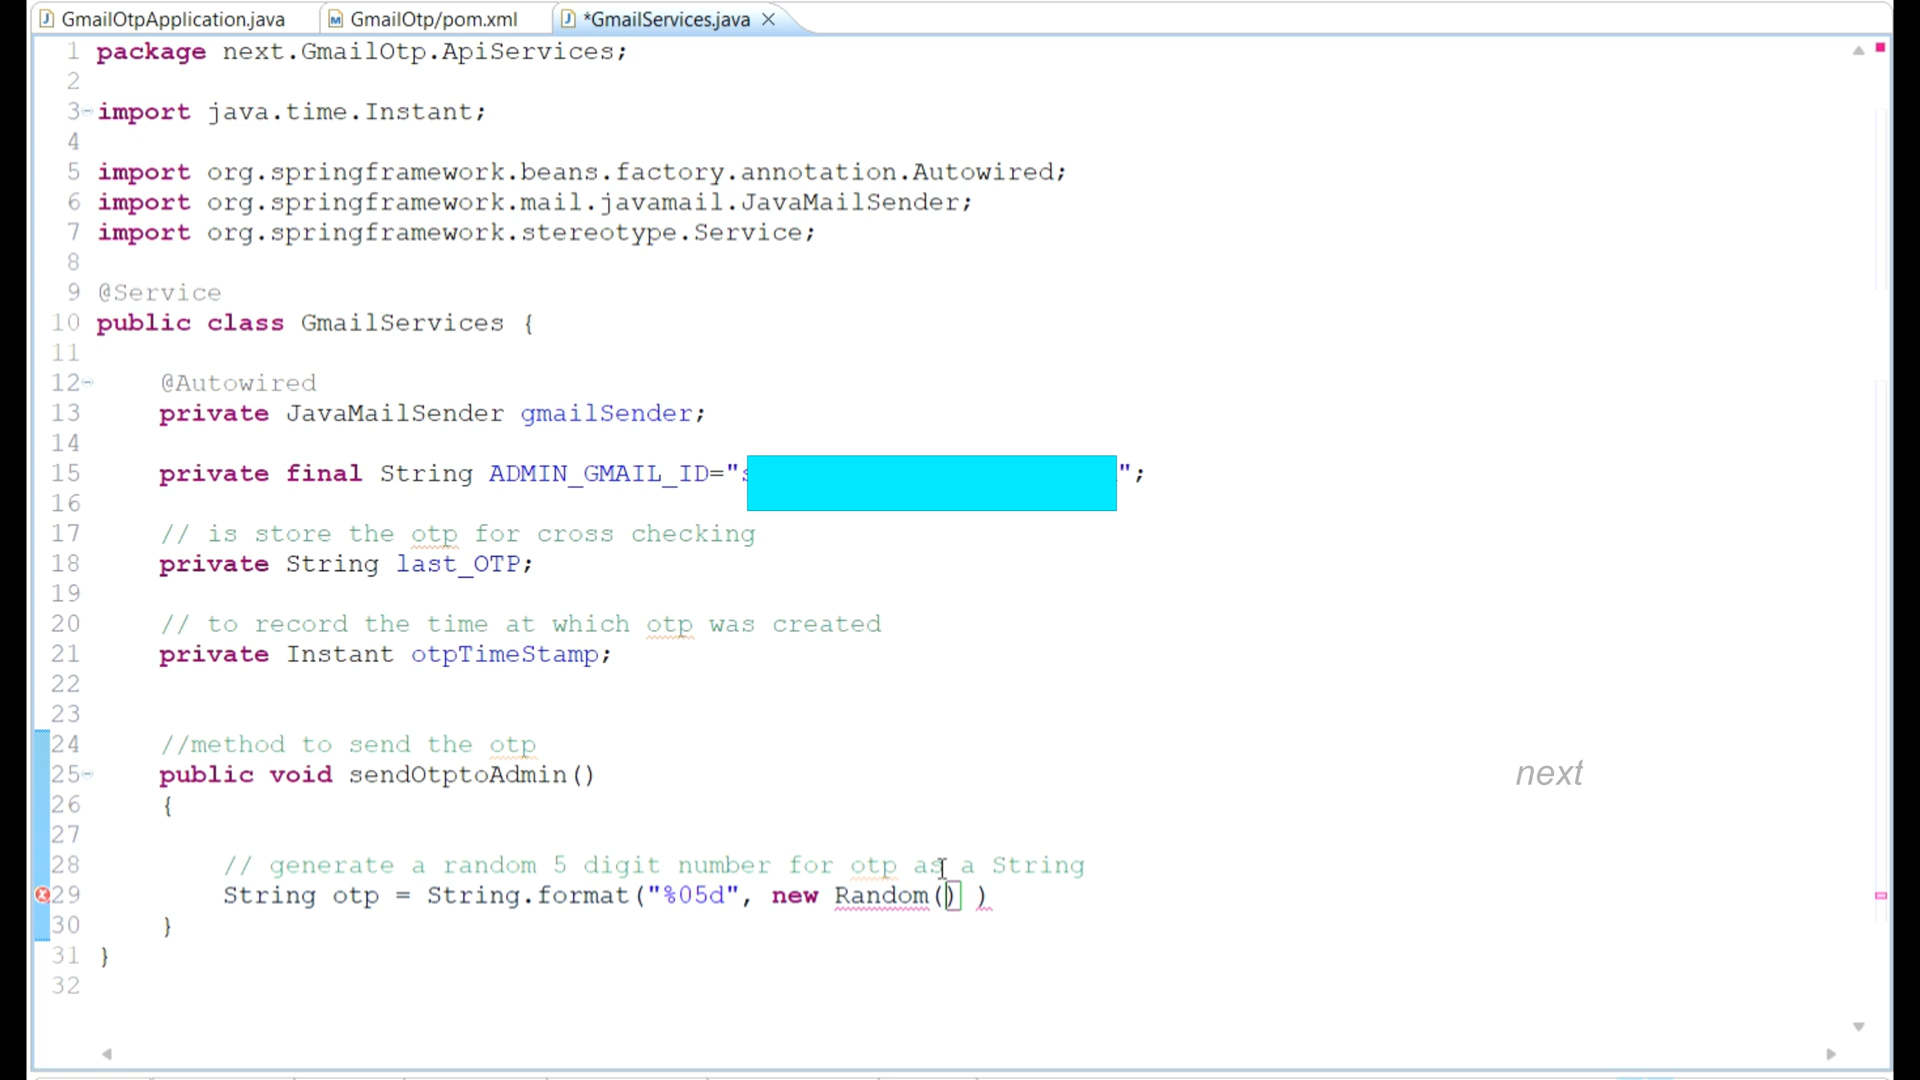 GmailOtpApplication.java GmailOtp/pom.xml *GmailServices.java
1 package next.GmailOtp.ApiServices;
2
3 import java.time.Instant;
4
5 import org.springframework.beans.factory.annotation.Autowired;
6 import org.springframework.mail.javamail.JavaMailSender;
7 import org.springframework.stereotype.Service;
8
9 @Service
10 public class GmailServices {
11
12 @Autowired
13 private JavaMailSender gmailSender;
14
15 private final String ADMIN_GMAIL_ID=" ";
16
17 // is store the otp for cross checking
18 private String last_OTP;
19
20 // to record the time at which otp was created
21 private Instant otpTimeStamp;
22
23
24 //method to send the otp
25 public void sendOtptoAdmin()
26 {
27
28 // generate a random 5 digit number for otp as a String
29 String otp = String.format("%05d", new Random() )
30 }
31 }
32
next